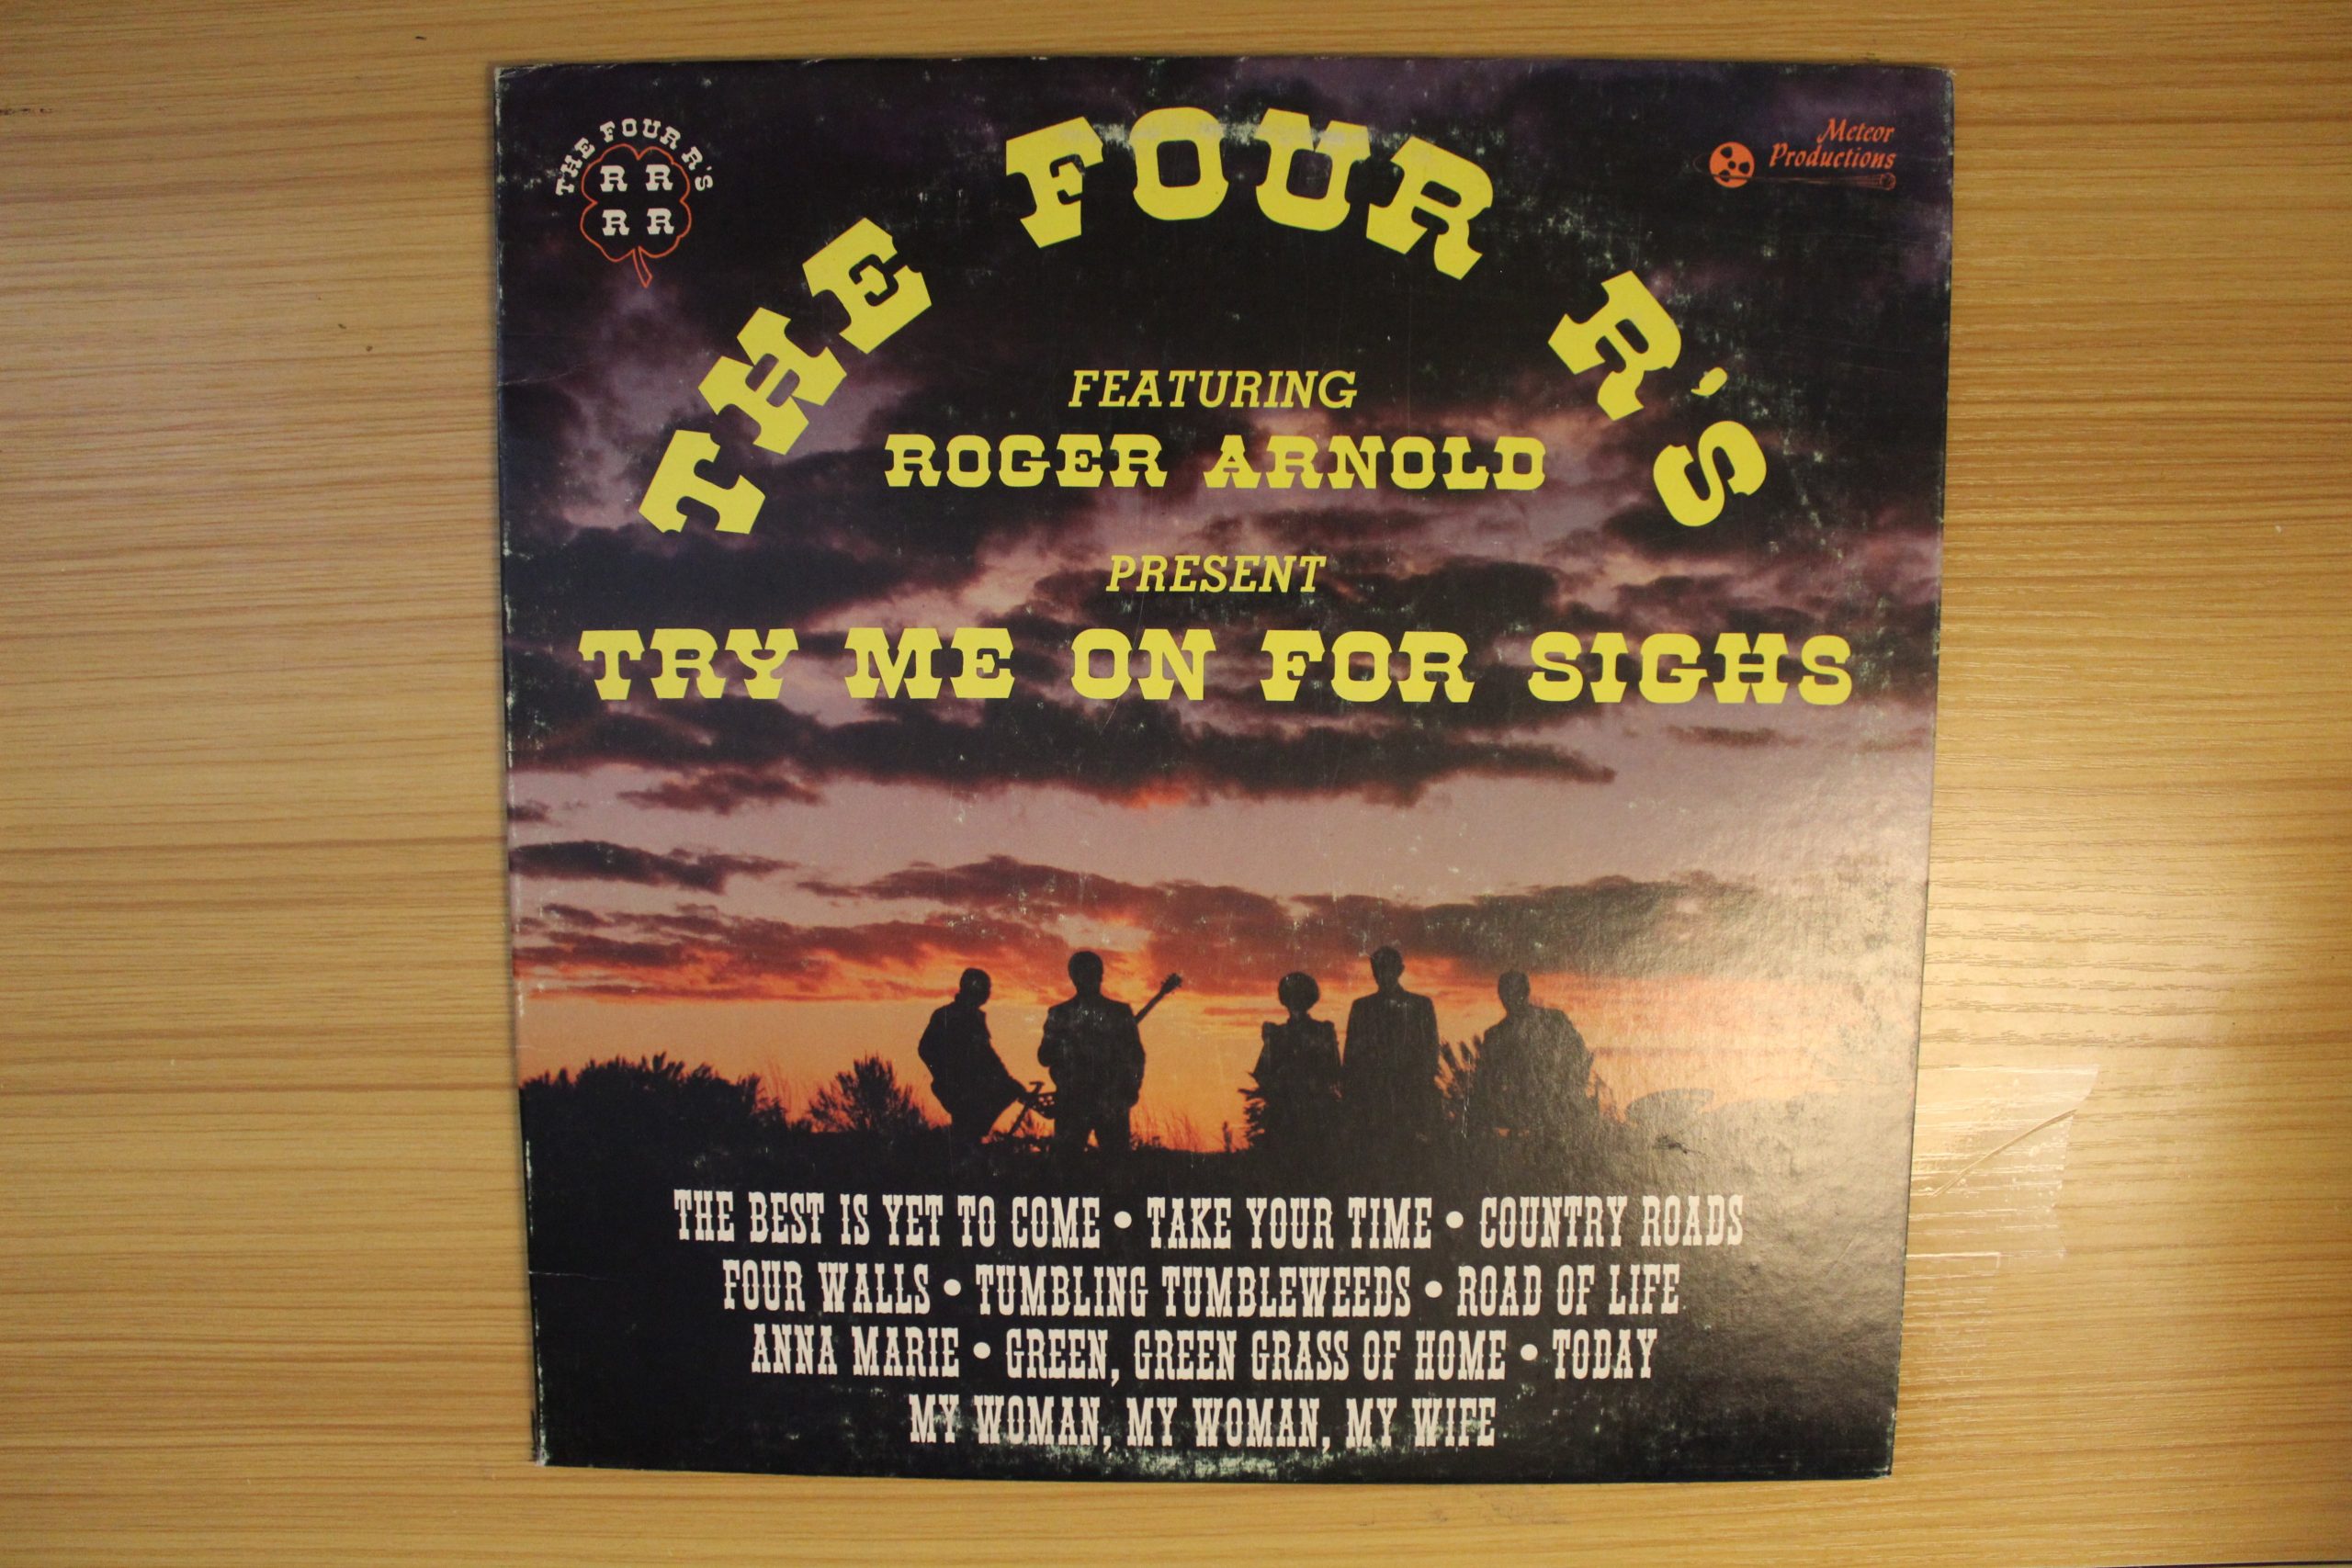 THE FOUR R'S
R R
R R
Meteor
Productions
THE FOUR R'S
FEATURING
ROGER ARNOLD
PRESENT
TRY ME ON FOR SIGHS
THE BEST IS YET TO COME • TAKE YOUR TIME • COUNTRY ROADS
FOUR WALLS • TUMBLING TUMBLEWEEDS • ROAD OF LIFE
ANNA MARIE • GREEN, GREEN GRASS OF HOME • TODAY
MY WOMAN, MY WOMAN, MY WIFE